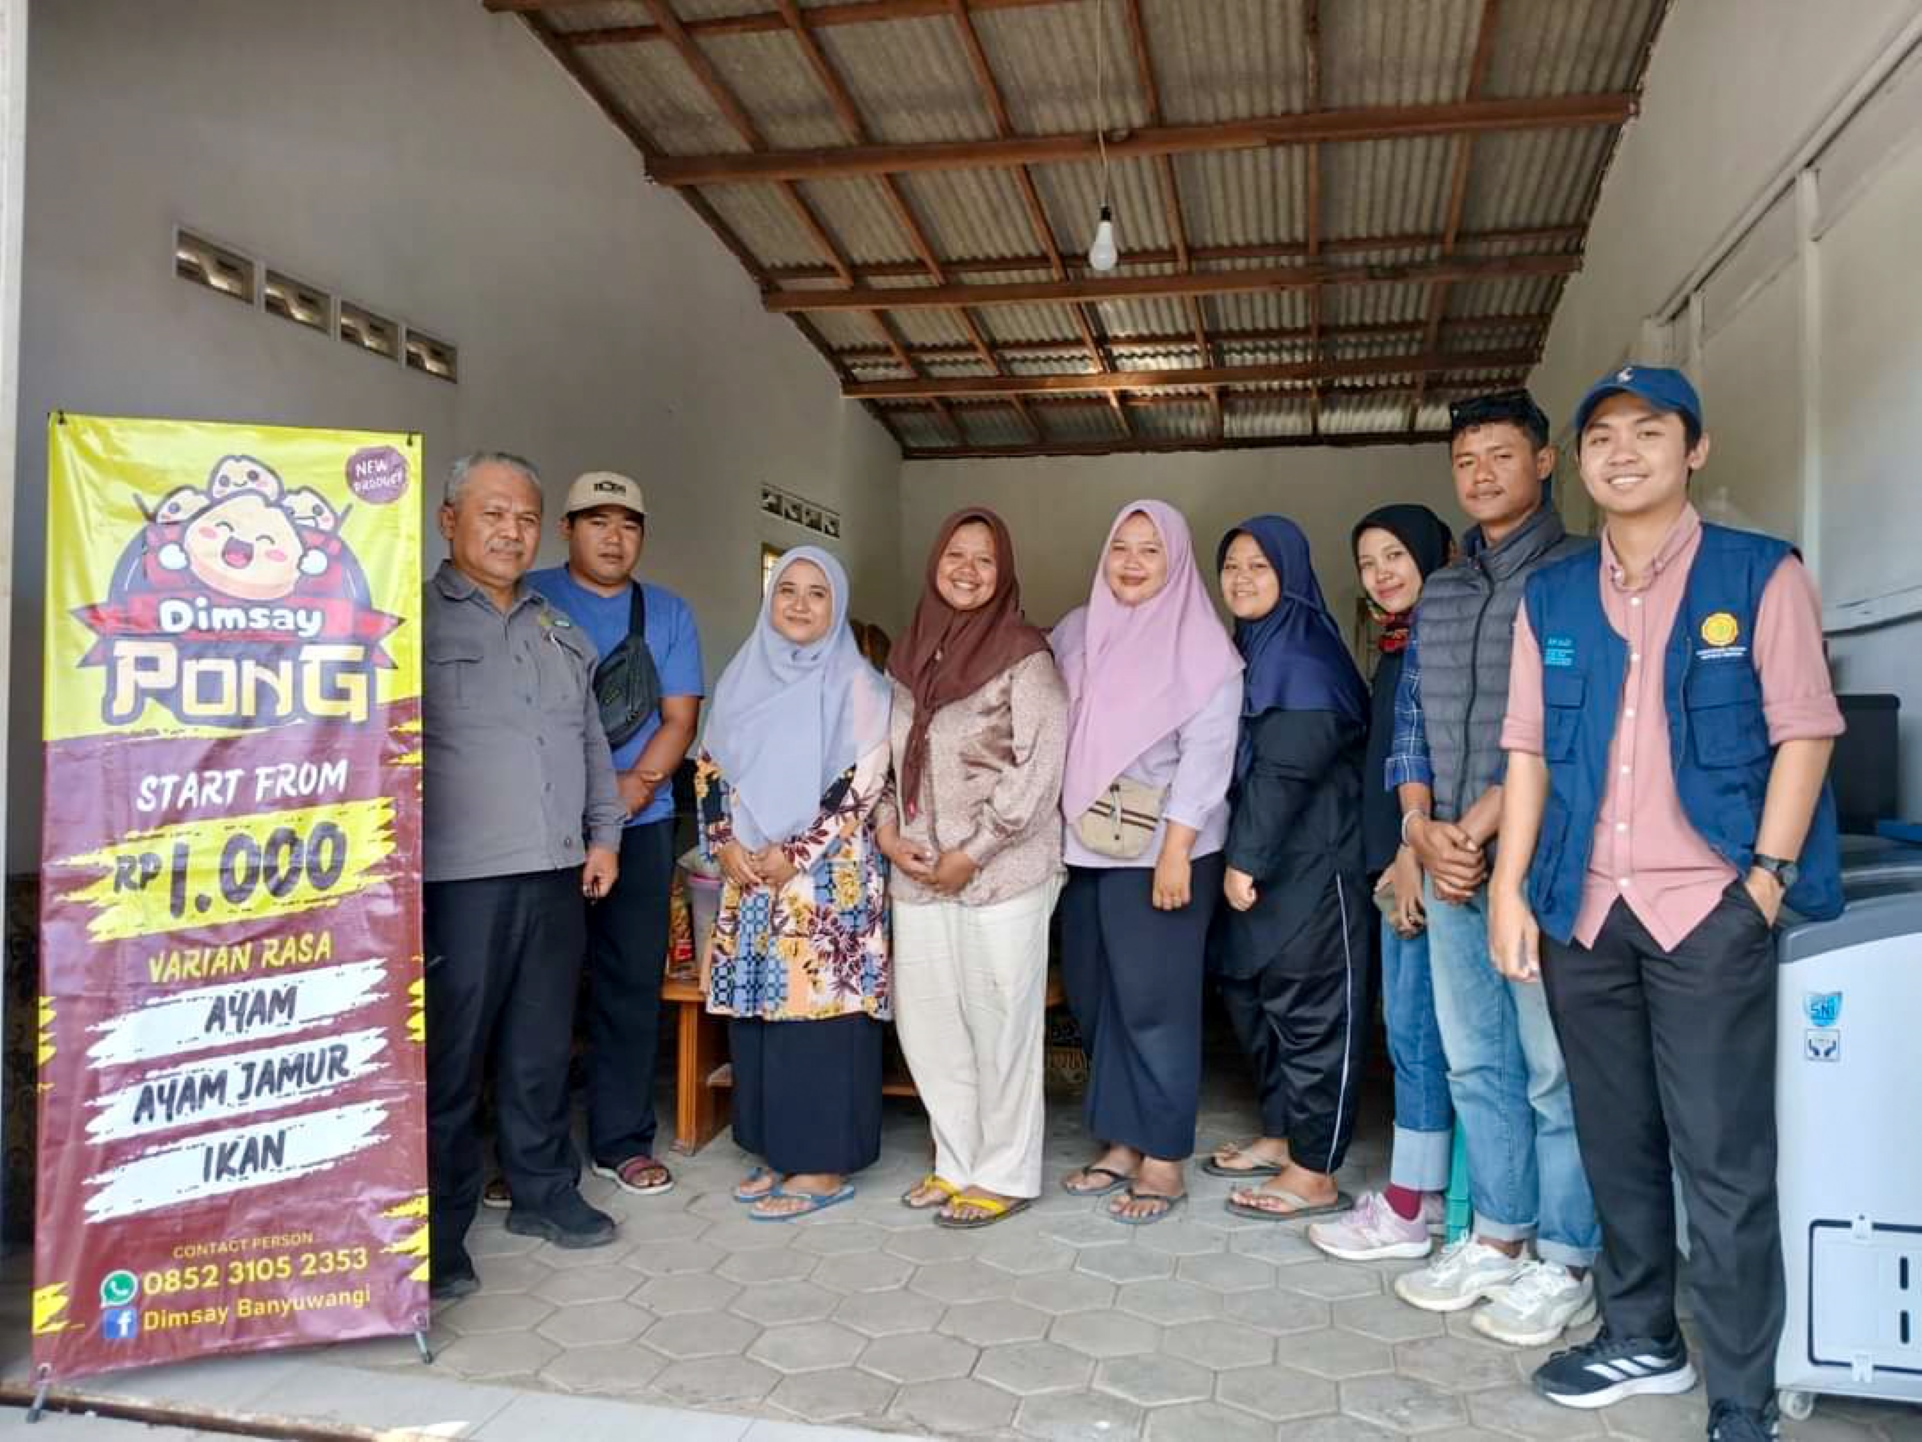 NEW
PRODUCT
Dimsay
PONG
START FROM
RP 1.000
VARIAN RASA
AYAM
AYAM JAMUR
IKAN
CONTACT PERSON
0852 3105 2353
Dimsay Banyuwangi
SNI